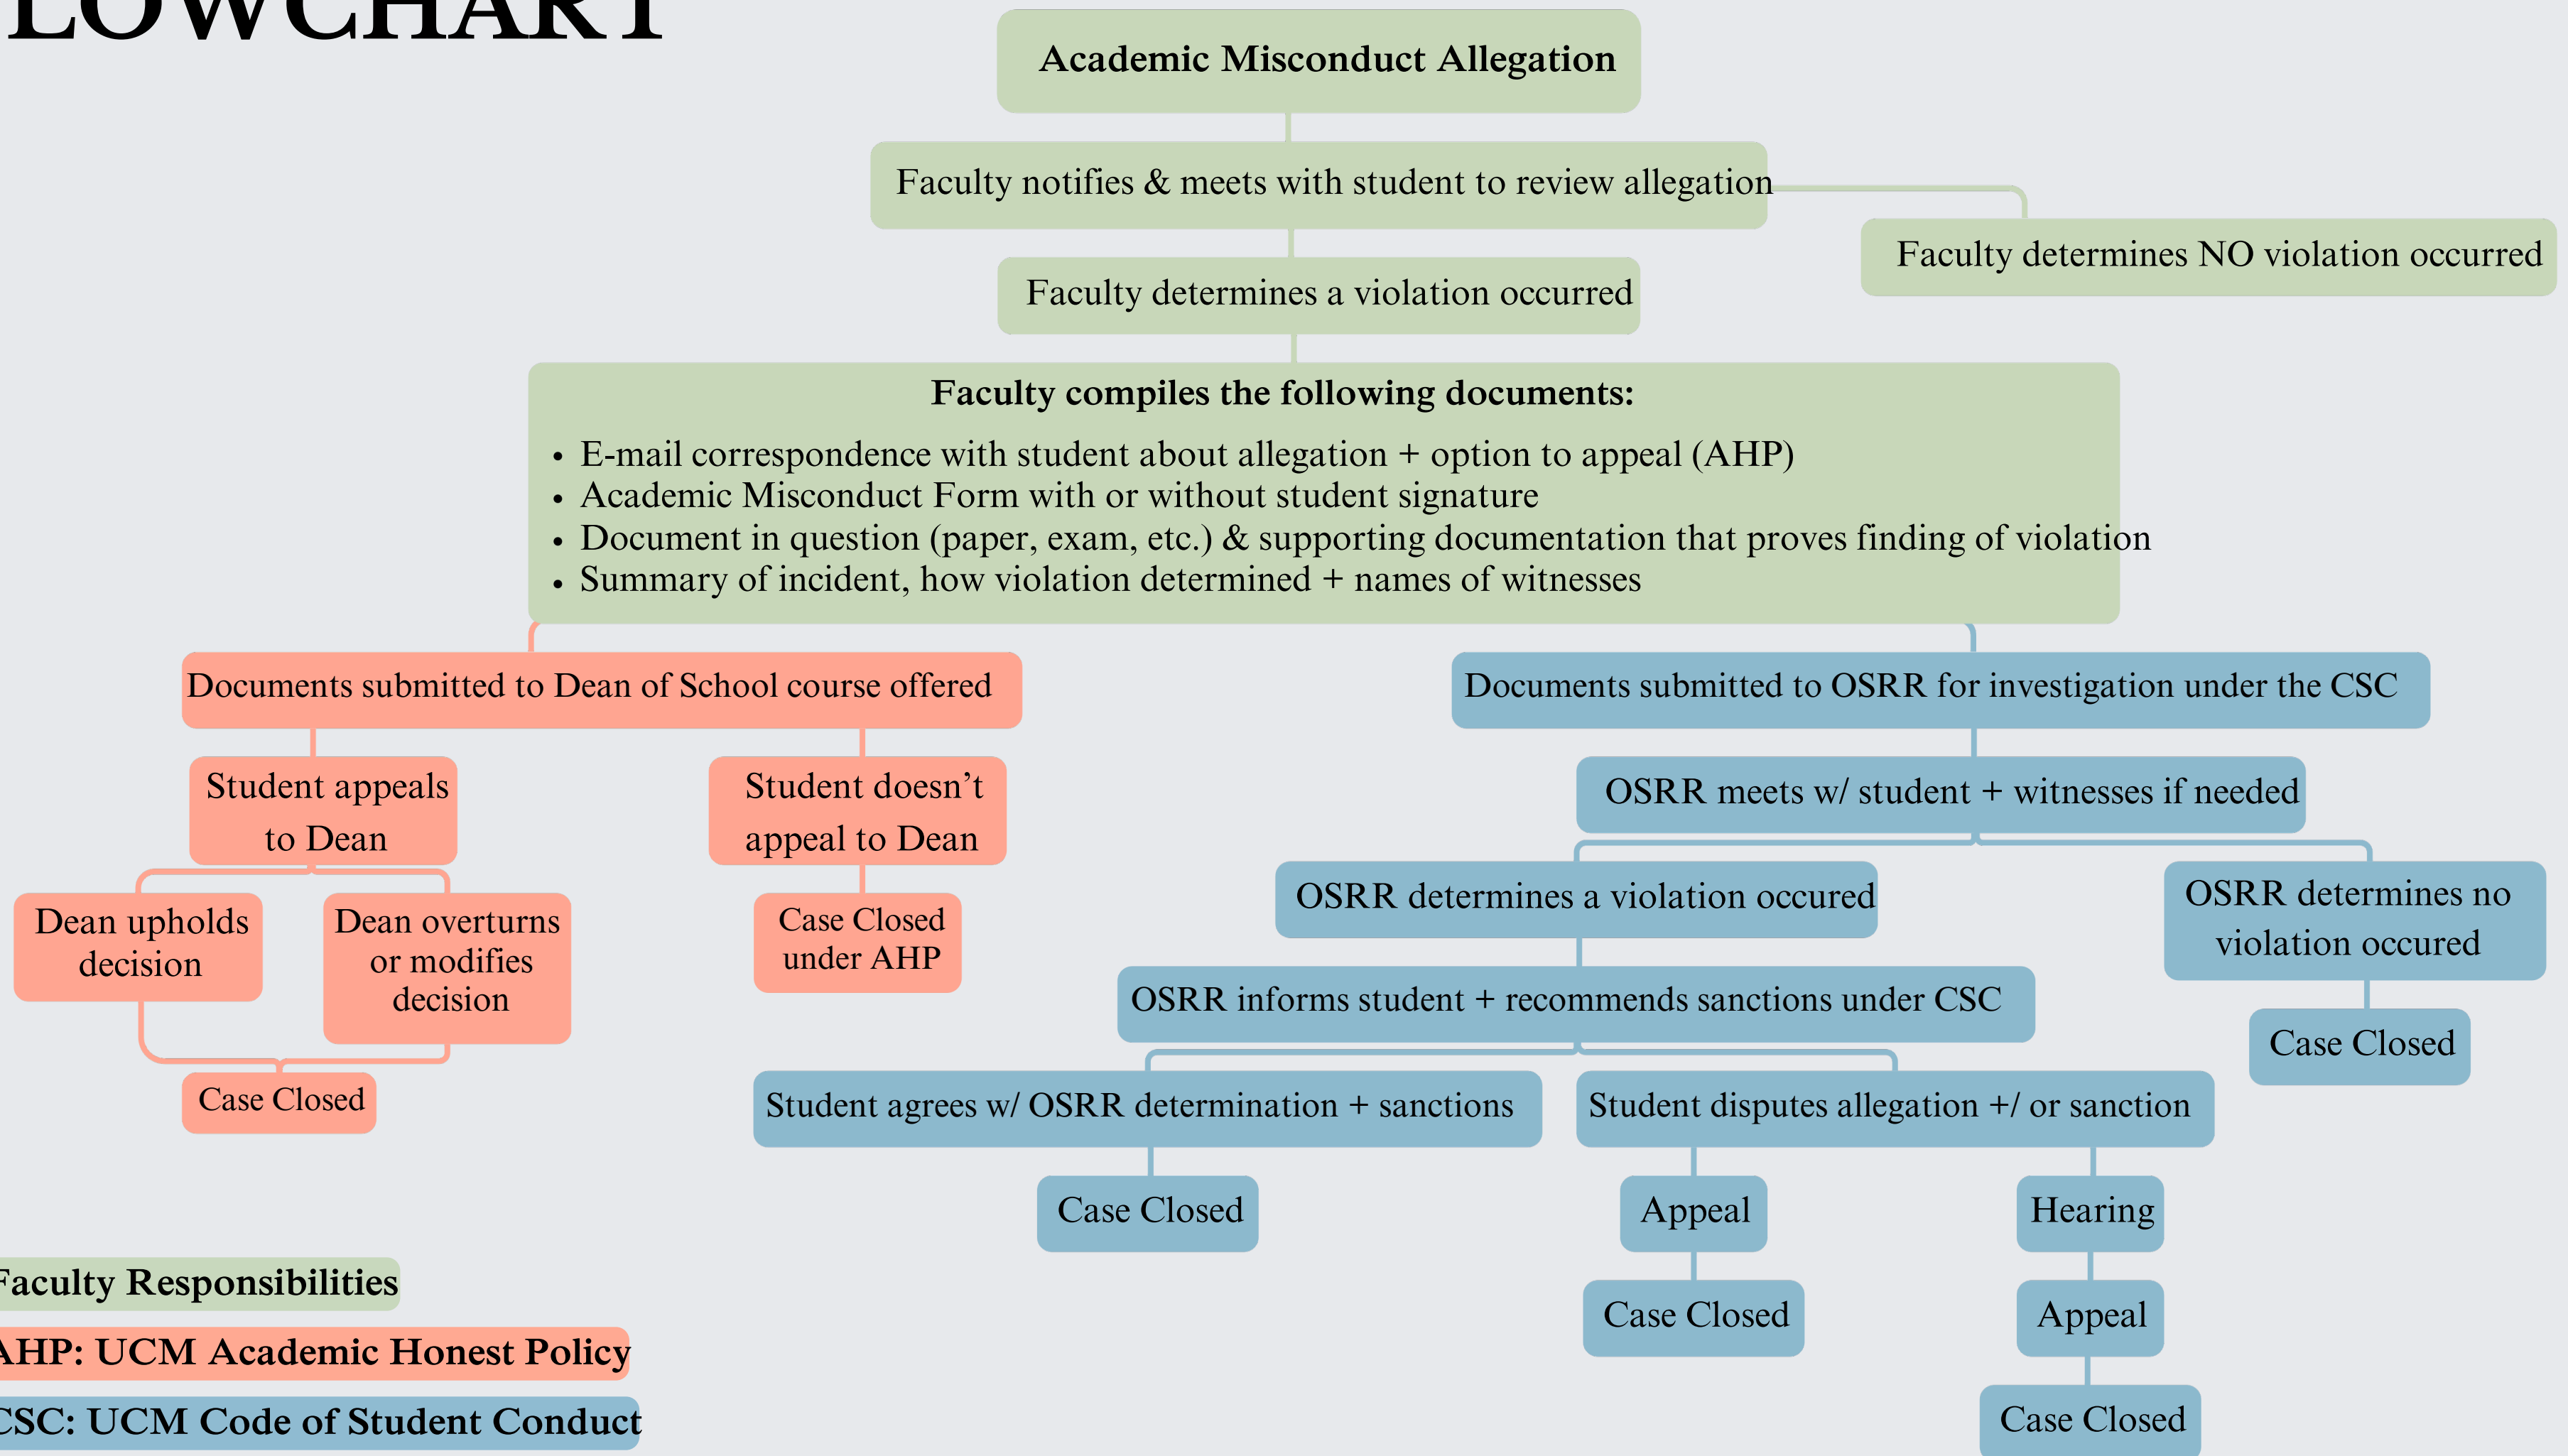 LOWCHART
Academic Misconduct Allegation
Faculty notifies & meets with student to review allegation
Faculty determines NO violation occurred
Faculty determines a violation occurred
Faculty compiles the following documents:
• E-mail correspondence with student about allegation + option to appeal (AHP)
• Academic Misconduct Form with or without student signature
• Document in question (paper, exam, etc.) & supporting documentation that proves finding of violation
• Summary of incident, how violation determined + names of witnesses
Documents submitted to Dean of School course offered
Student appeals
to Dean
Student doesn’t
appeal to Dean
Dean upholds
decision
Dean overturns
or modifies
decision
Case Closed
under AHP
Case Closed
Documents submitted to OSRR for investigation under the CSC
OSRR meets w/ student + witnesses if needed
OSRR determines a violation occured
OSRR determines no
violation occured
OSRR informs student + recommends sanctions under CSC
Case Closed
Student agrees w/ OSRR determination + sanctions
Student disputes allegation +/ or sanction
Case Closed
Appeal
Hearing
Case Closed
Appeal
Case Closed
Faculty Responsibilities
AHP: UCM Academic Honest Policy
CSC: UCM Code of Student Conduct